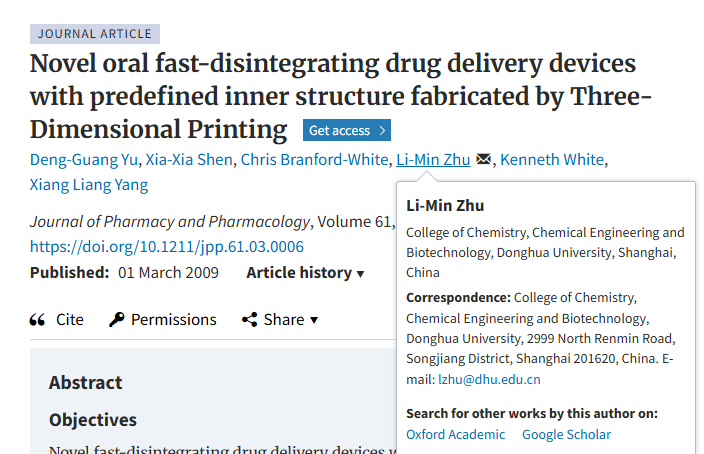 JOURNAL ARTICLE
Novel oral fast-disintegrating drug delivery devices
with predefined inner structure fabricated by Three-
Dimensional Printing Get access >
Deng-Guang Yu, Xia-Xia Shen, Chris Branford-White, Li-Min Zhu , Kenneth White,
Xiang Liang Yang
Journal of Pharmacy and Pharmacology, Volume 61,
https://doi.org/10.1211/jpp.61.03.0006
Published: 01 March 2009 Article history ▼
Cite Permissions Share ▼
Abstract
Objectives
Novel fast-disintegrating drug delivery devices
Li-Min Zhu
College of Chemistry, Chemical Engineering and
Biotechnology, Donghua University, Shanghai,
China
Correspondence: College of Chemistry,
Chemical Engineering and Biotechnology,
Donghua University, 2999 North Renmin Road,
Songjiang District, Shanghai 201620, China. E-
mail: lzhu@dhu.edu.cn
Search for other works by this author on:
Oxford Academic Google Scholar